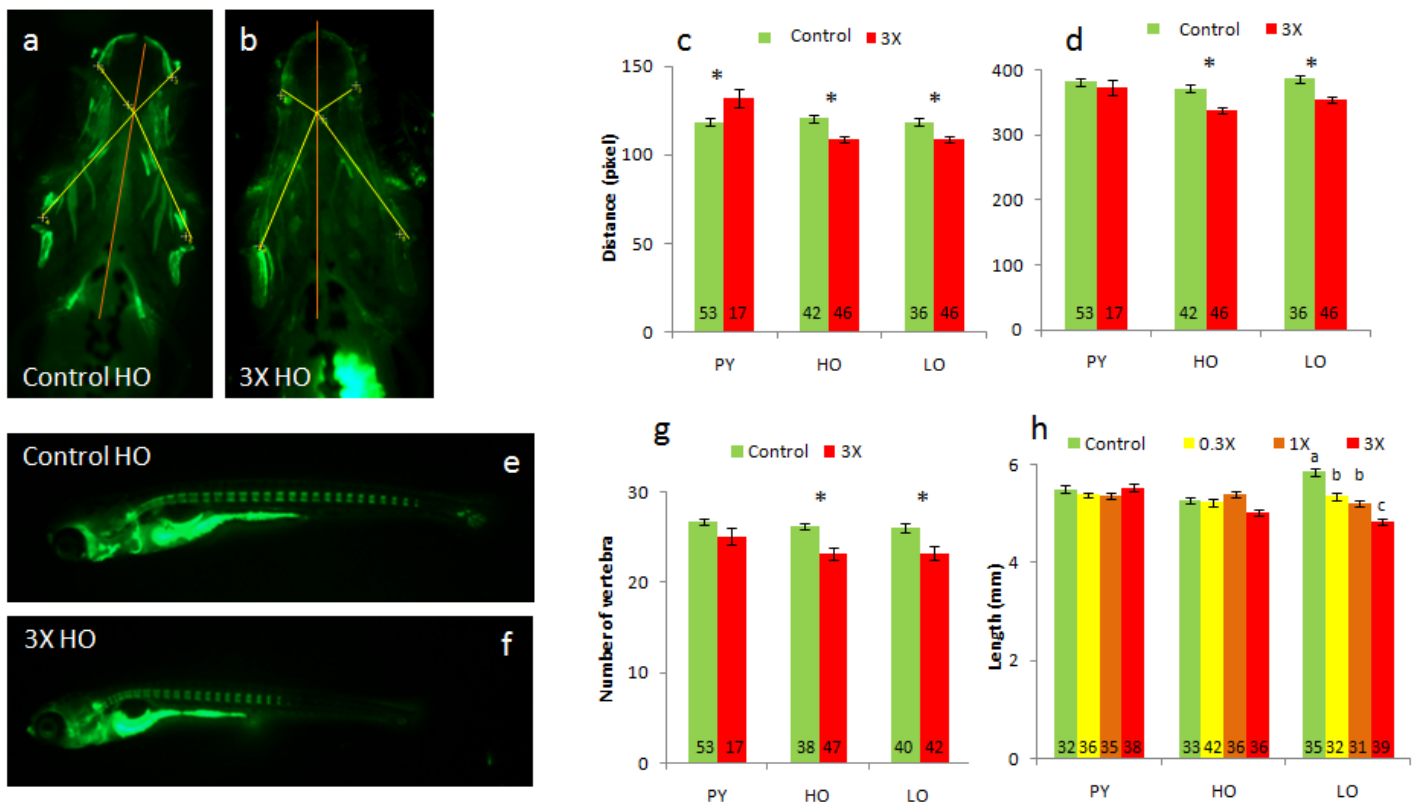 a
Control HO
b
3X HO
c
Control 3X
Distance (pixel)
150
100
50
0
* * *
53 17 42 46 36 46
PY HO LO
d
Control 3X
400
300
200
100
0
* *
53 17 42 46 36 46
PY HO LO
Control HO
e
3X HO
f
g
Control 3X
Number of vertebra
30
20
10
0
* *
53 17 38 47 40 42
PY HO LO
h
Control 0.3X 1X 3X
Length (mm)
6
4
2
0
a b b c
32 36 35 38 33 42 36 36 35 32 31 39
PY HO LO